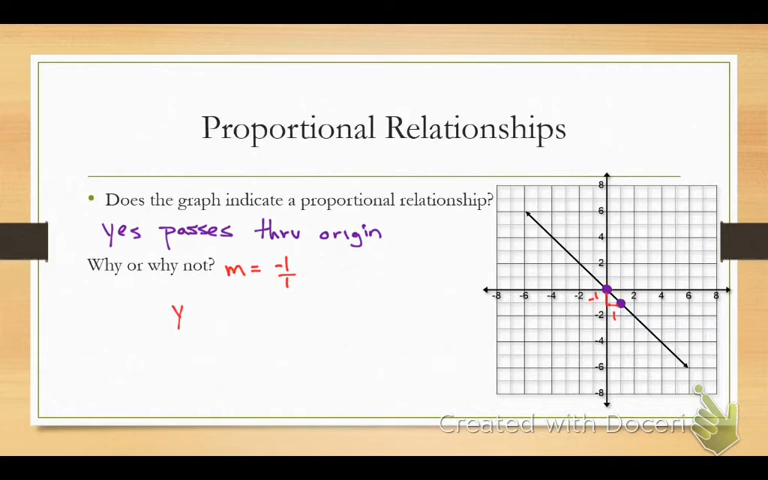 Proportional Relationships
• Does the graph indicate a proportional relationship?
yes passes thru origin
Why or why not? m = -1/1
y
8
6
4
2
-8 -6 -4 -2 2 4 6 8
-1
1
-2
-4
-6
-8
Created with Doceri